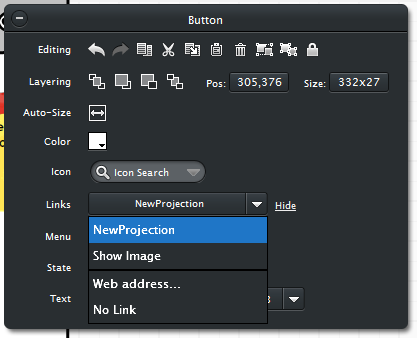 Button
Editing
Layering Pos: 305,376 Size: 332x27
Auto-Size
Color
Icon Icon Search
Links NewProjection Hide
NewProjection
Menu
Show Image
State
Web address...
Text
No Link